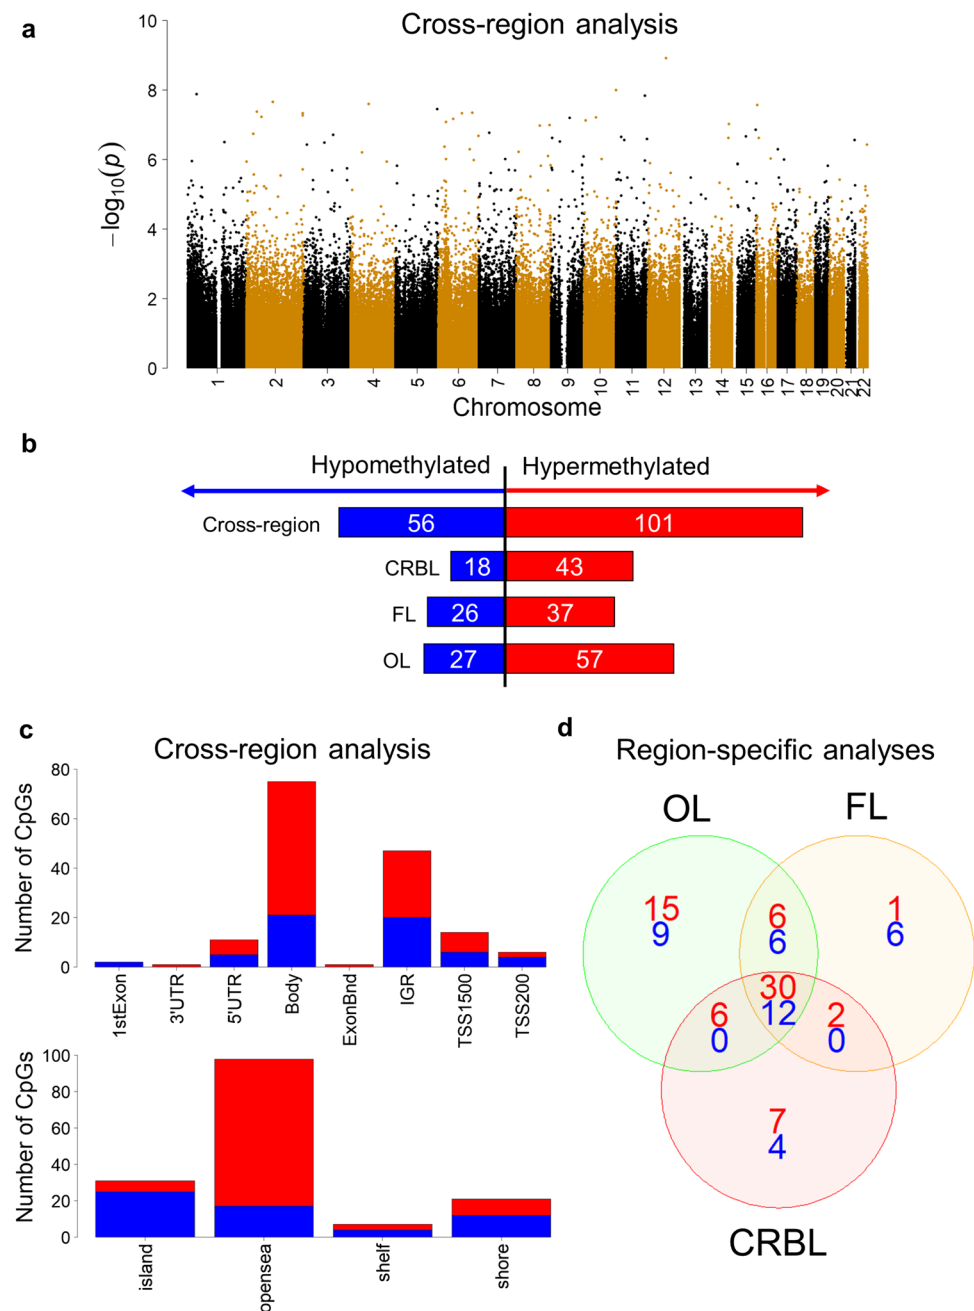 a
Cross-region analysis
10
8
6
4
2
0
−log10(p)
1 2 3 4 5 6 7 8 9 10 11 12 13 14 15 16 17 18 19 20 21 22
Chromosome
b
Hypomethylated Hypermethylated
Cross-region 56 101
CRBL 18 43
FL 26 37
OL 27 57
c
Cross-region analysis
80
60
40
20
0
Number of CpGs
1stExon 3'UTR 5'UTR Body ExonBnd IGR TSS1500 TSS200
100
80
60
40
20
0
Number of CpGs
island opensea shelf shore
d
Region-specific analyses
OL FL
15 6 1
9 6 6
30
6 12 2
0 0
7
4
CRBL